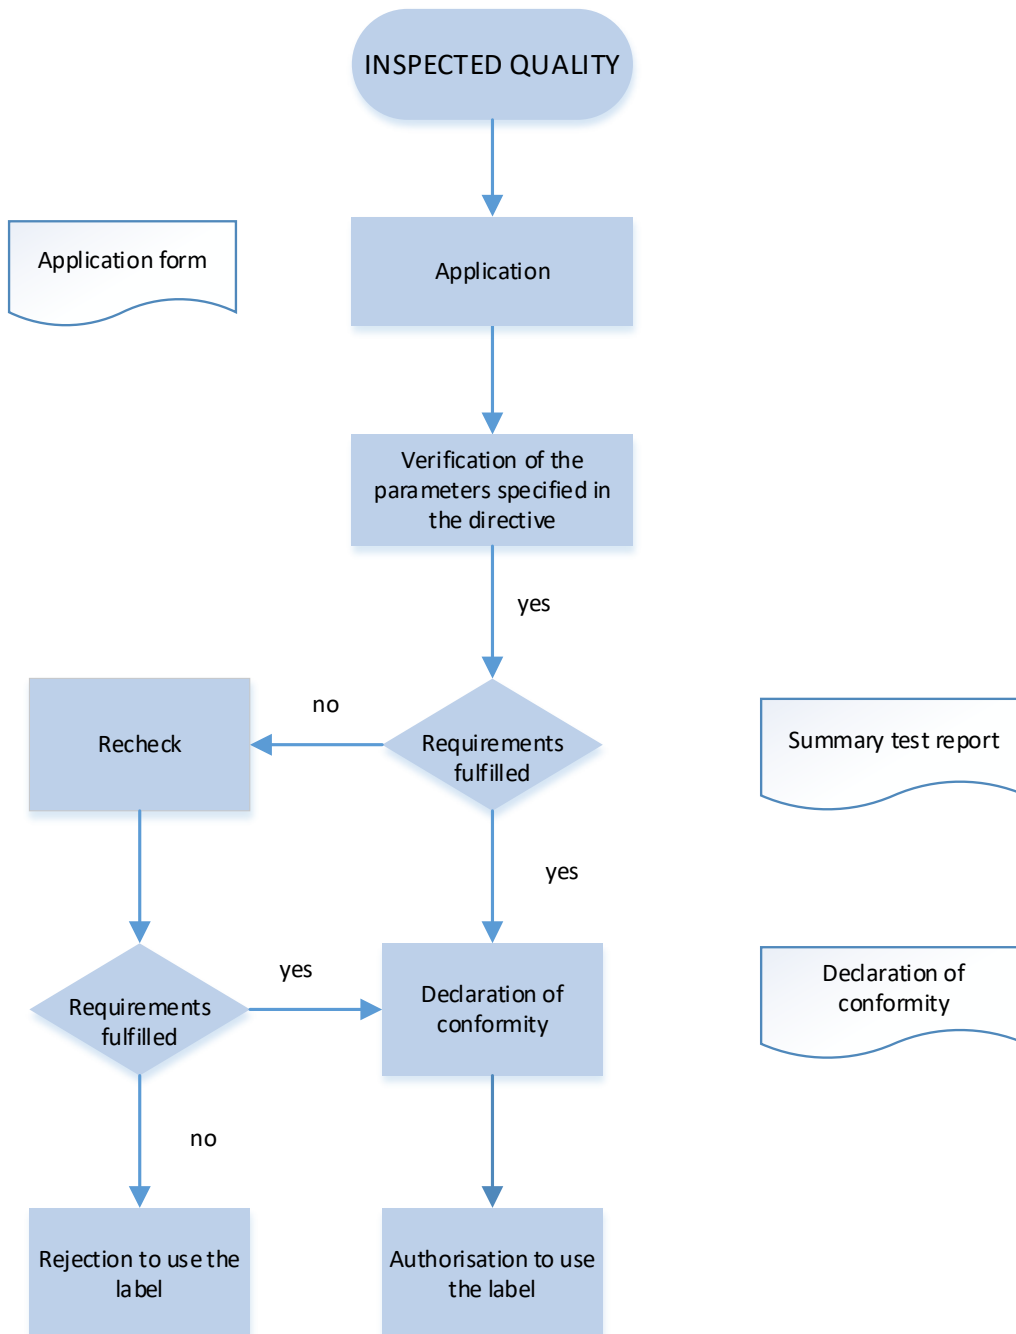 INSPECTED QUALITY
Application form
Application
Verification of the
parameters specified in
the directive
yes
no
Recheck
Requirements
fulfilled
Summary test report
yes
Requirements
fulfilled
yes
Declaration of
conformity
Declaration of
conformity
no
Rejection to use the
label
Authorisation to use
the label